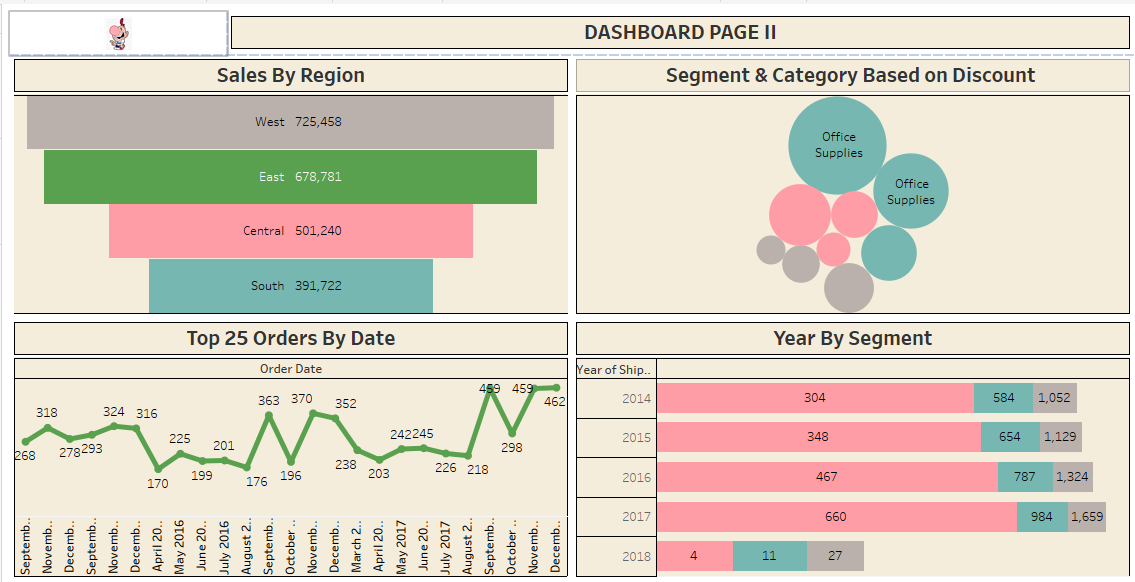 DASHBOARD PAGE II
Sales By Region
West 725,458
East 678,781
Central 501,240
South 391,722
Segment & Category Based on Discount
Office
Supplies
Office
Supplies
Top 25 Orders By Date
Order Date
268
318
278
293
324
316
170
225
199
201
176
363
196
370
352
238
203
242
245
226
218
459
298
459
462
Septemb..
Novemb..
Decemb..
Septemb..
Novemb..
Decemb..
April 20..
May 2016
June 20..
July 2016
August 2..
Septemb..
October ..
Novemb..
Decemb..
March 2..
April 20..
May 2017
June 20..
July 2017
August 2..
Septemb..
October ..
Novemb..
Decemb..
Year By Segment
Year of Ship..
2014 304 584 1,052
2015 348 654 1,129
2016 467 787 1,324
2017 660 984 1,659
2018 4 11 27